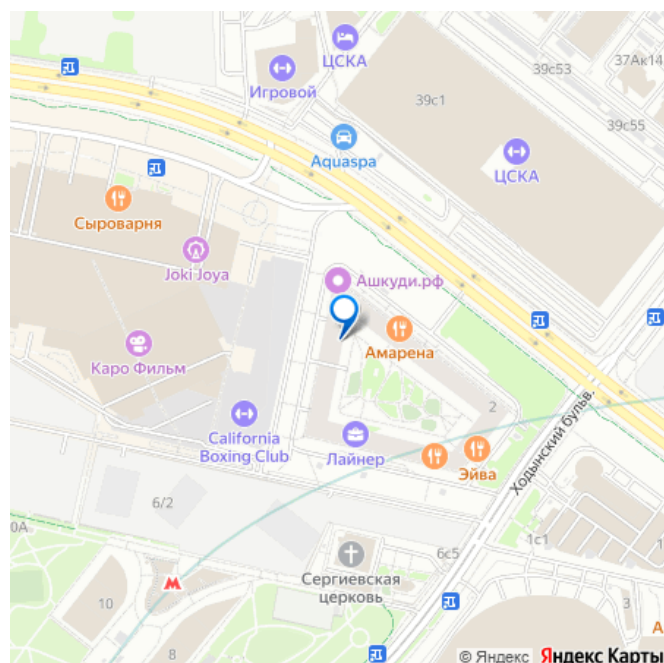 ЦСКА
39с53
37Ак14
Игровой
39с1
39с55
Aquaspa
ЦСКА
Сыроварня
Joki Joya
Ашкуди.рф
Каро Фильм
Амарена
2
California
Boxing Club
Лайнер
Эйва
Ходынский бульв.
6/2
0А
1с1
6с5
Сергиевская
церковь
10
3
8
А
© Яндекс Яндекс Карты